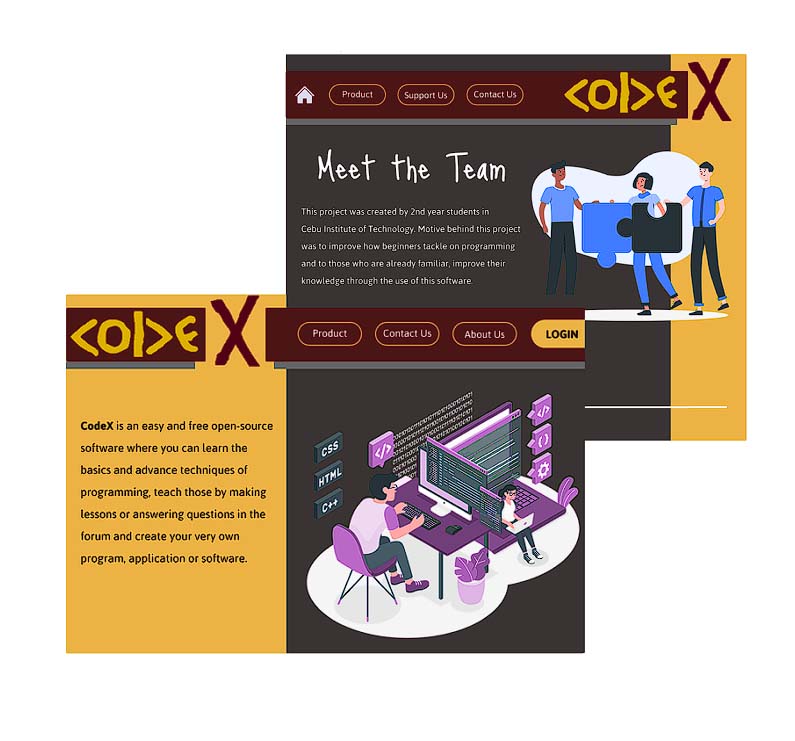 Product
Support Us
Contact Us
CODE X
Meet the Team
This project was created by 2nd year students in
Cebu Institute of Technology. Motive behind this project
was to improve how beginners tackle on programming
and to those who are already familiar, improve their
knowledge through the use of this software.
CODE X
Product
Contact Us
About Us
LOGIN
CodeX is an easy and free open-source
software where you can learn the
basics and advance techniques of
programming, teach those by making
lessons or answering questions in the
forum and create your very own
program, application or software.
CSS
HTML
C++
</>
</>
{}